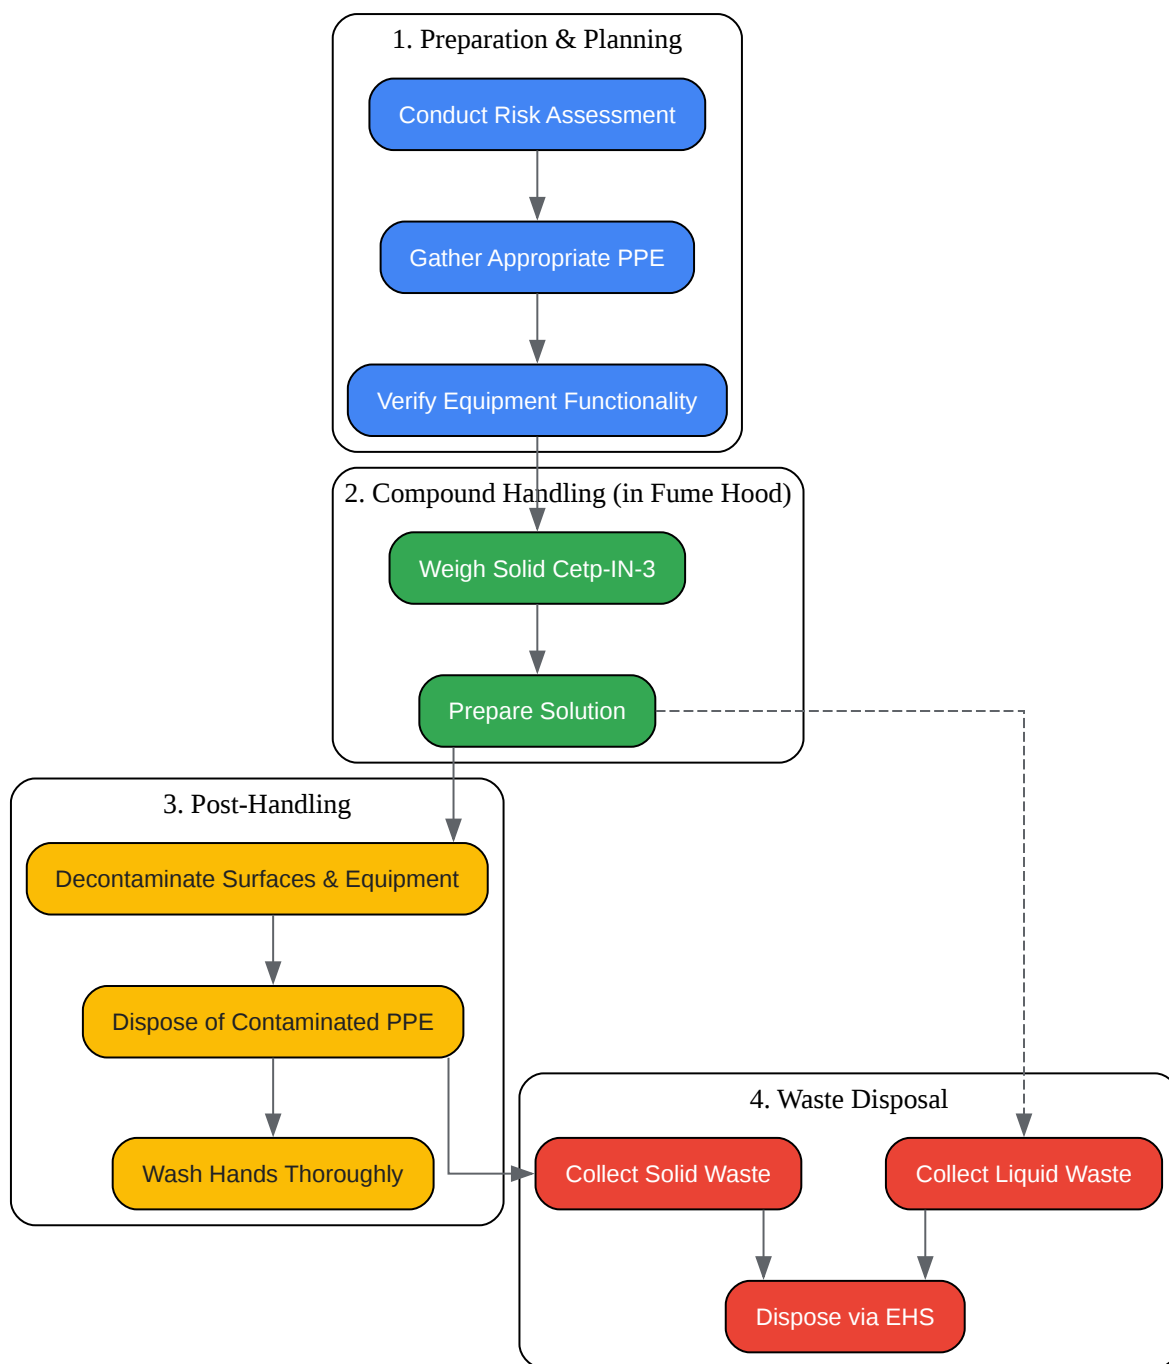 1. Preparation & Planning
Conduct Risk Assessment
Gather Appropriate PPE
Verify Equipment Functionality
2. Compound Handling (in Fume Hood)
Weigh Solid Cetp-IN-3
Prepare Solution
3. Post-Handling
Decontaminate Surfaces & Equipment
Dispose of Contaminated PPE
Wash Hands Thoroughly
4. Waste Disposal
Collect Solid Waste
Collect Liquid Waste
Dispose via EHS